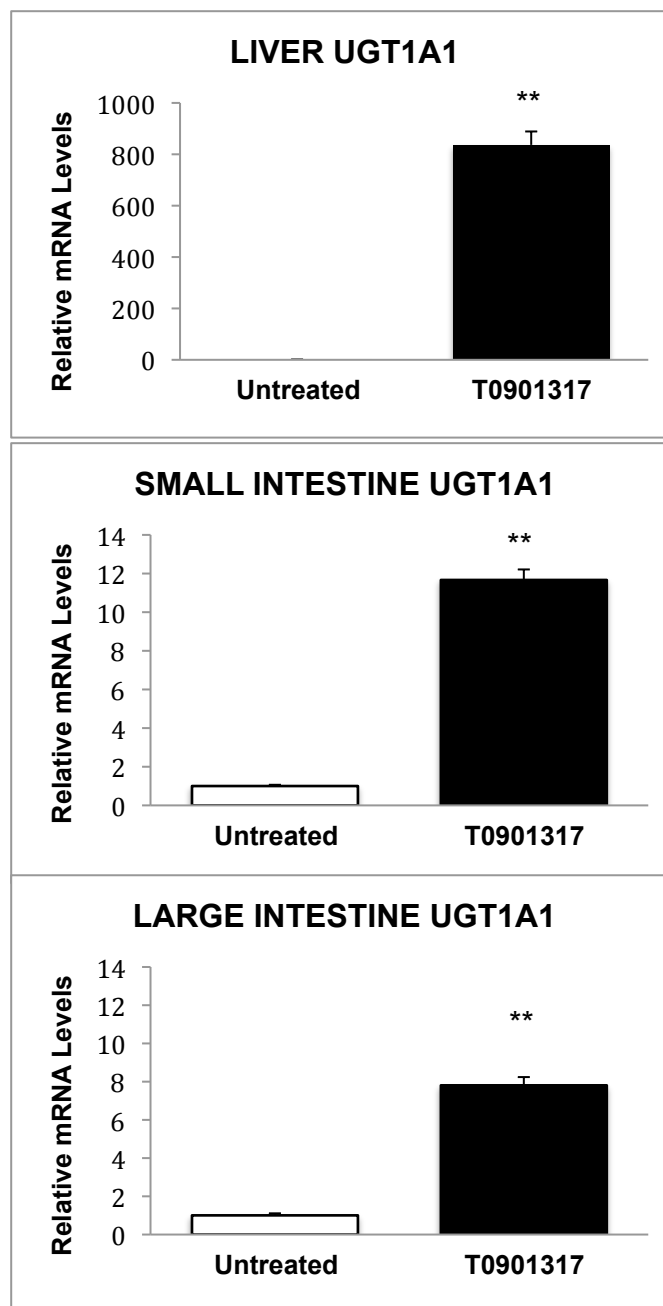 LIVER UGT1A1
Relative mRNA Levels
1000
800
600
400
200
0
**
Untreated
T0901317
SMALL INTESTINE UGT1A1
Relative mRNA Levels
14
12
10
8
6
4
2
0
**
Untreated
T0901317
LARGE INTESTINE UGT1A1
Relative mRNA Levels
14
12
10
8
6
4
2
0
**
Untreated
T0901317